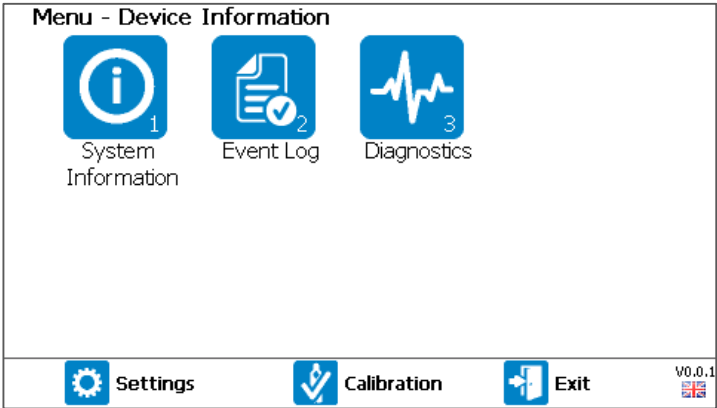 Menu - Device Information
1
2
3
System
Information
Event Log
Diagnostics
Settings
Calibration
Exit
V0.0.1